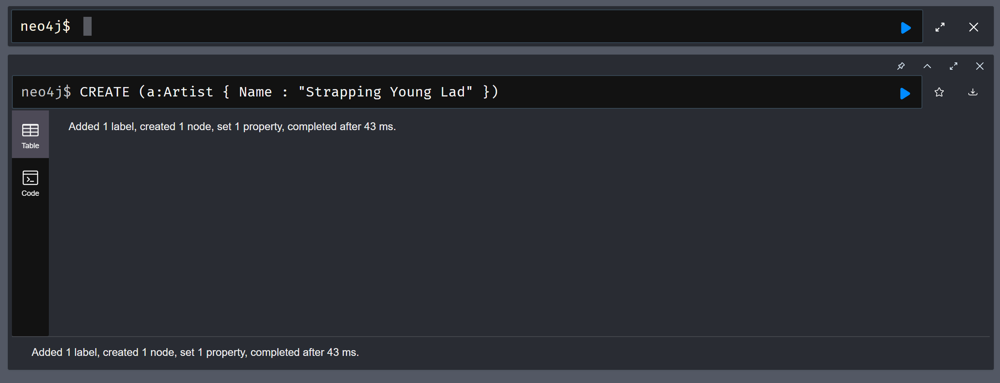 neo4j$
neo4j$ CREATE (a:Artist { Name : "Strapping Young Lad" })
Added 1 label, created 1 node, set 1 property, completed after 43 ms.
Table
Code
Added 1 label, created 1 node, set 1 property, completed after 43 ms.